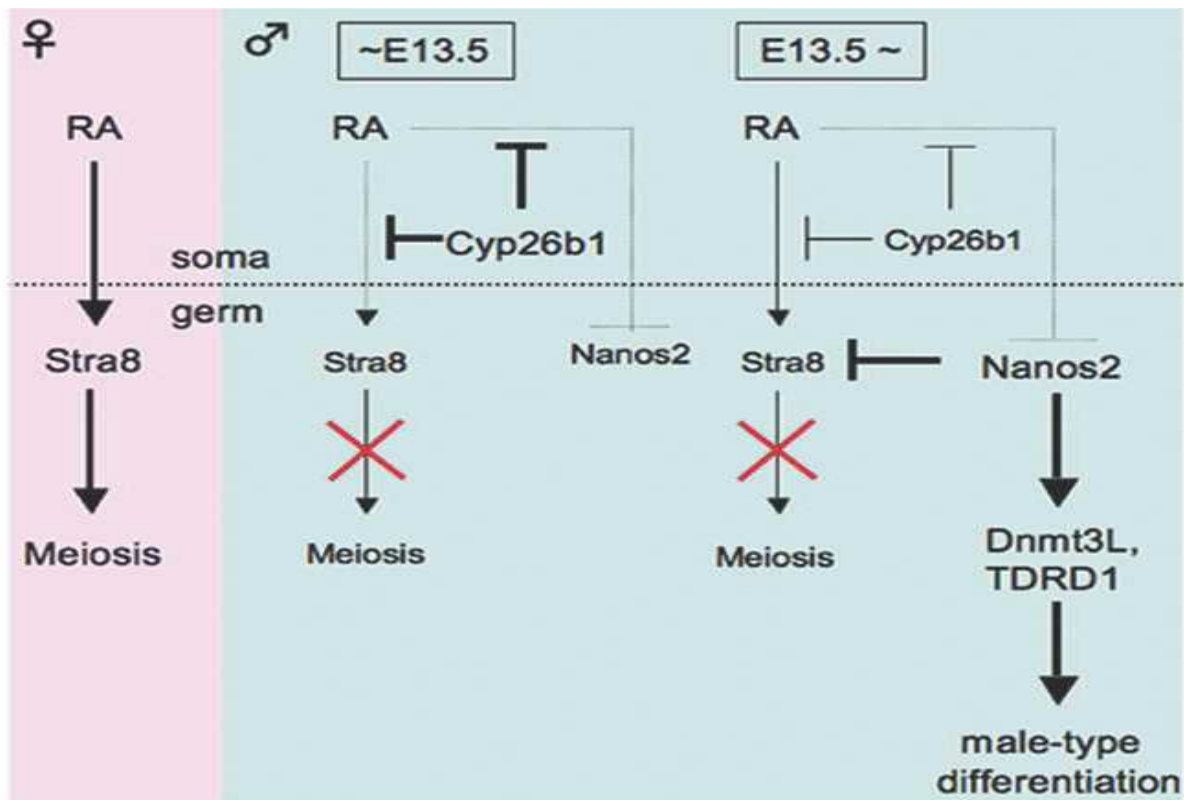 ♀
♂
~E13.5
E13.5 ~
RA
RA
RA
Cyp26b1
Cyp26b1
soma
germ
Stra8
Stra8
Nanos2
Stra8
Nanos2
Meiosis
Meiosis
Meiosis
Dnmt3L,
TDRD1
male-type
differentiation